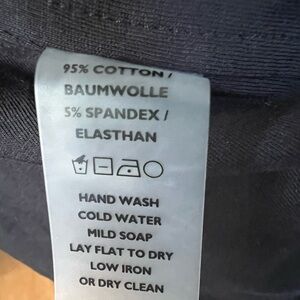 95% COTTON /
BAUMWOLLE
5% SPANDEX /
ELASTHAN
HAND WASH
COLD WATER
MILD SOAP
LAY FLAT TO DRY
LOW IRON
OR DRY CLEAN